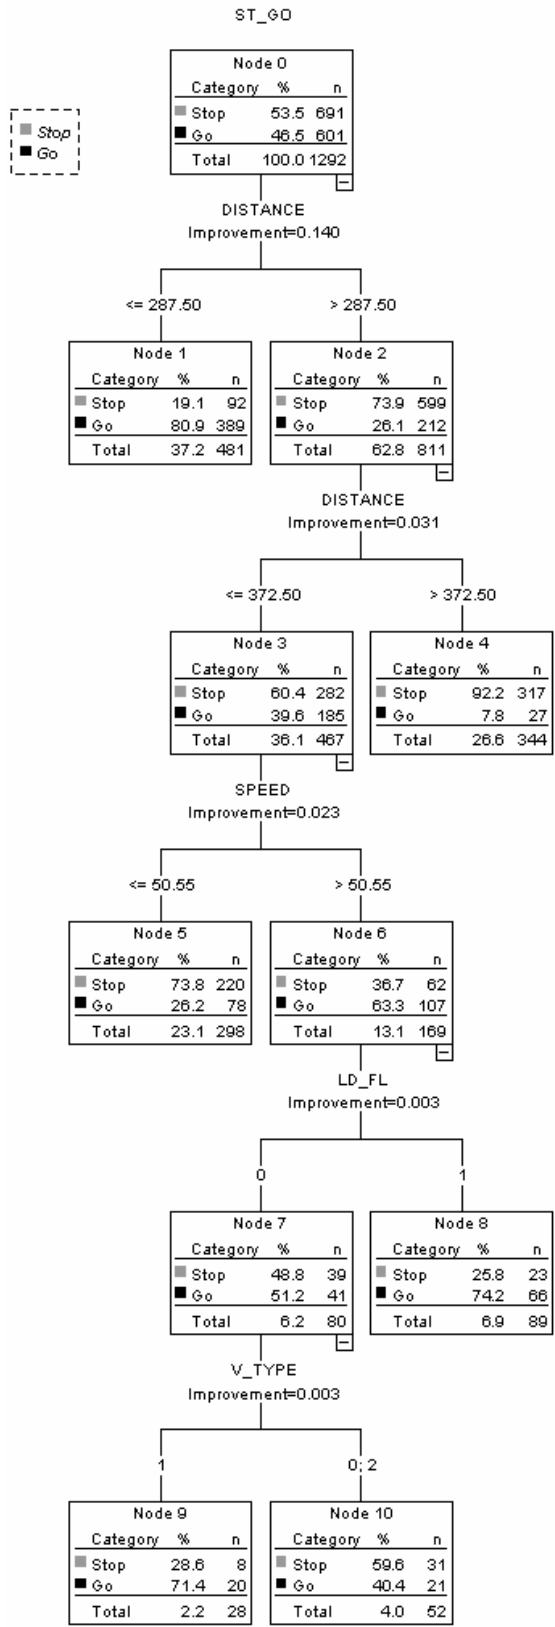 ST_GO
Stop
Go
Node 0
Category % n
Stop 53.5 691
Go 46.5 601
Total 100.0 1292
DISTANCE
Improvement=0.140
<= 287.50 > 287.50
Node 1 Node 2
Category % n Category % n
Stop 19.1 92 Stop 73.9 599
Go 80.9 389 Go 26.1 212
Total 37.2 481 Total 62.8 811
DISTANCE
Improvement=0.031
<= 372.50 > 372.50
Node 3 Node 4
Category % n Category % n
Stop 60.4 282 Stop 92.2 317
Go 39.6 185 Go 7.8 27
Total 36.1 467 Total 26.6 344
SPEED
Improvement=0.023
<= 50.55 > 50.55
Node 5 Node 6
Category % n Category % n
Stop 73.8 220 Stop 36.7 62
Go 26.2 78 Go 63.3 107
Total 23.1 298 Total 13.1 169
LD_FL
Improvement=0.003
0 1
Node 7 Node 8
Category % n Category % n
Stop 48.8 39 Stop 25.8 23
Go 51.2 41 Go 74.2 66
Total 6.2 80 Total 6.9 89
V_TYPE
Improvement=0.003
1 0; 2
Node 9 Node 10
Category % n Category % n
Stop 28.6 8 Stop 59.6 31
Go 71.4 20 Go 40.4 21
Total 2.2 28 Total 4.0 52